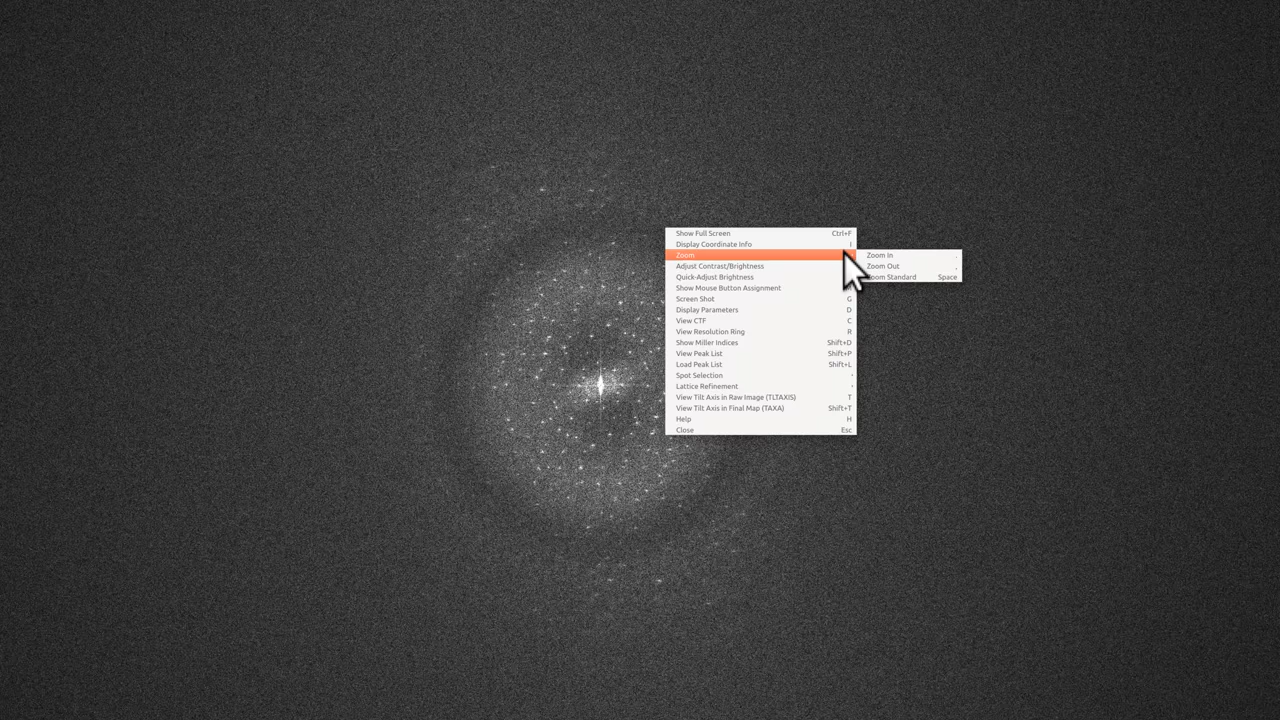 Show Full Screen Ctrl+F
Display Coordinate Info I
Zoom
Zoom In .
Adjust Contrast/Brightness
Zoom Out ,
Quick-Adjust Brightness
Standard Space
Show Mouse Button Assignment
Screen Shot G
Display Parameters D
View CTF C
View Resolution Ring R
Show Miller Indices Shift+D
View Peak List Shift+P
Load Peak List Shift+L
Spot Selection
Lattice Refinement
View Tilt Axis in Raw Image (TLTAXIS) T
View Tilt Axis in Final Map (TAXA) Shift+T
Help H
Close Esc